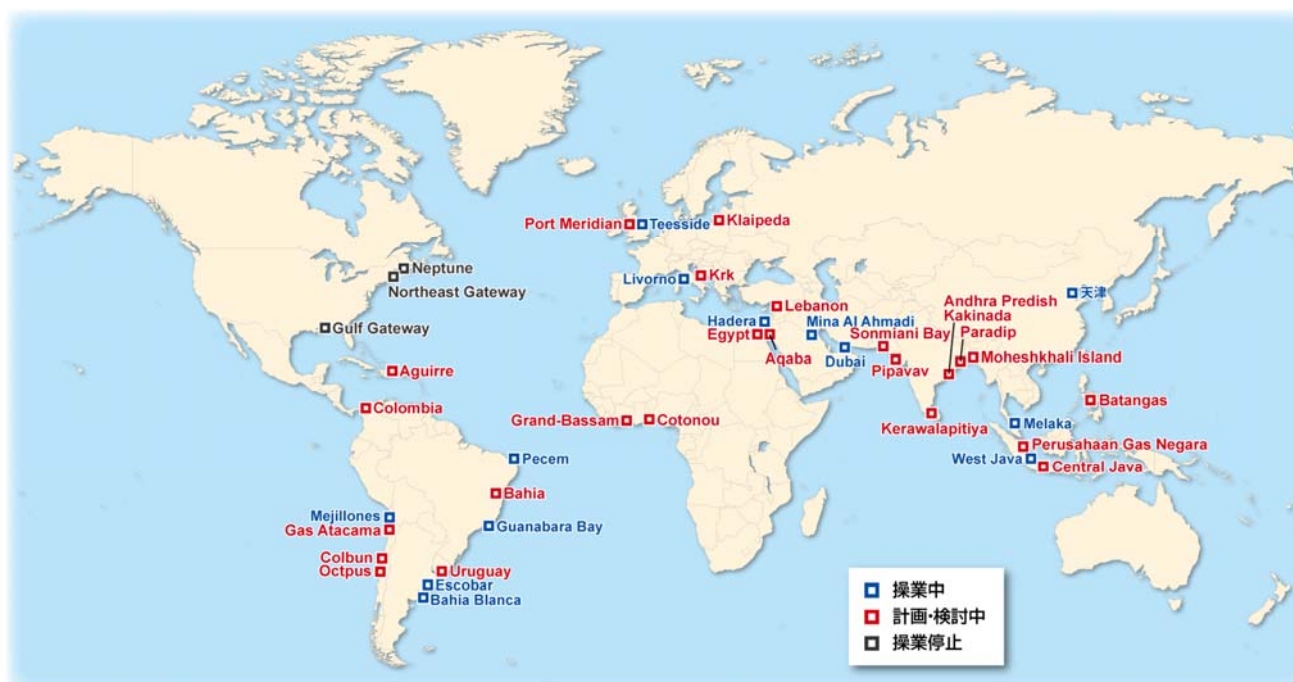 Port Meridian
Teesside
Klaipeda
Neptune
Northeast Gateway
Gulf Gateway
Livorno
Krk
Lebanon
Hadera
Egypt
Aqaba
Mina Al Ahmadi
Dubai
Sonmiani Bay
Pipavav
Andhra Predish
Kakinada
Paradip
Moheshkhali Island
天津
Aguirre
Colombia
Grand-Bassam
Cotonou
Kerawalapitiya
Batangas
Melaka
Perusahaan Gas Negara
West Java
Central Java
Pecem
Bahia
Mejillones
Gas Atacama
Guanabara Bay
Colbun
Octpus
Uruguay
Escobar
Bahia Blanca
操業中
計画・検討中
操業停止